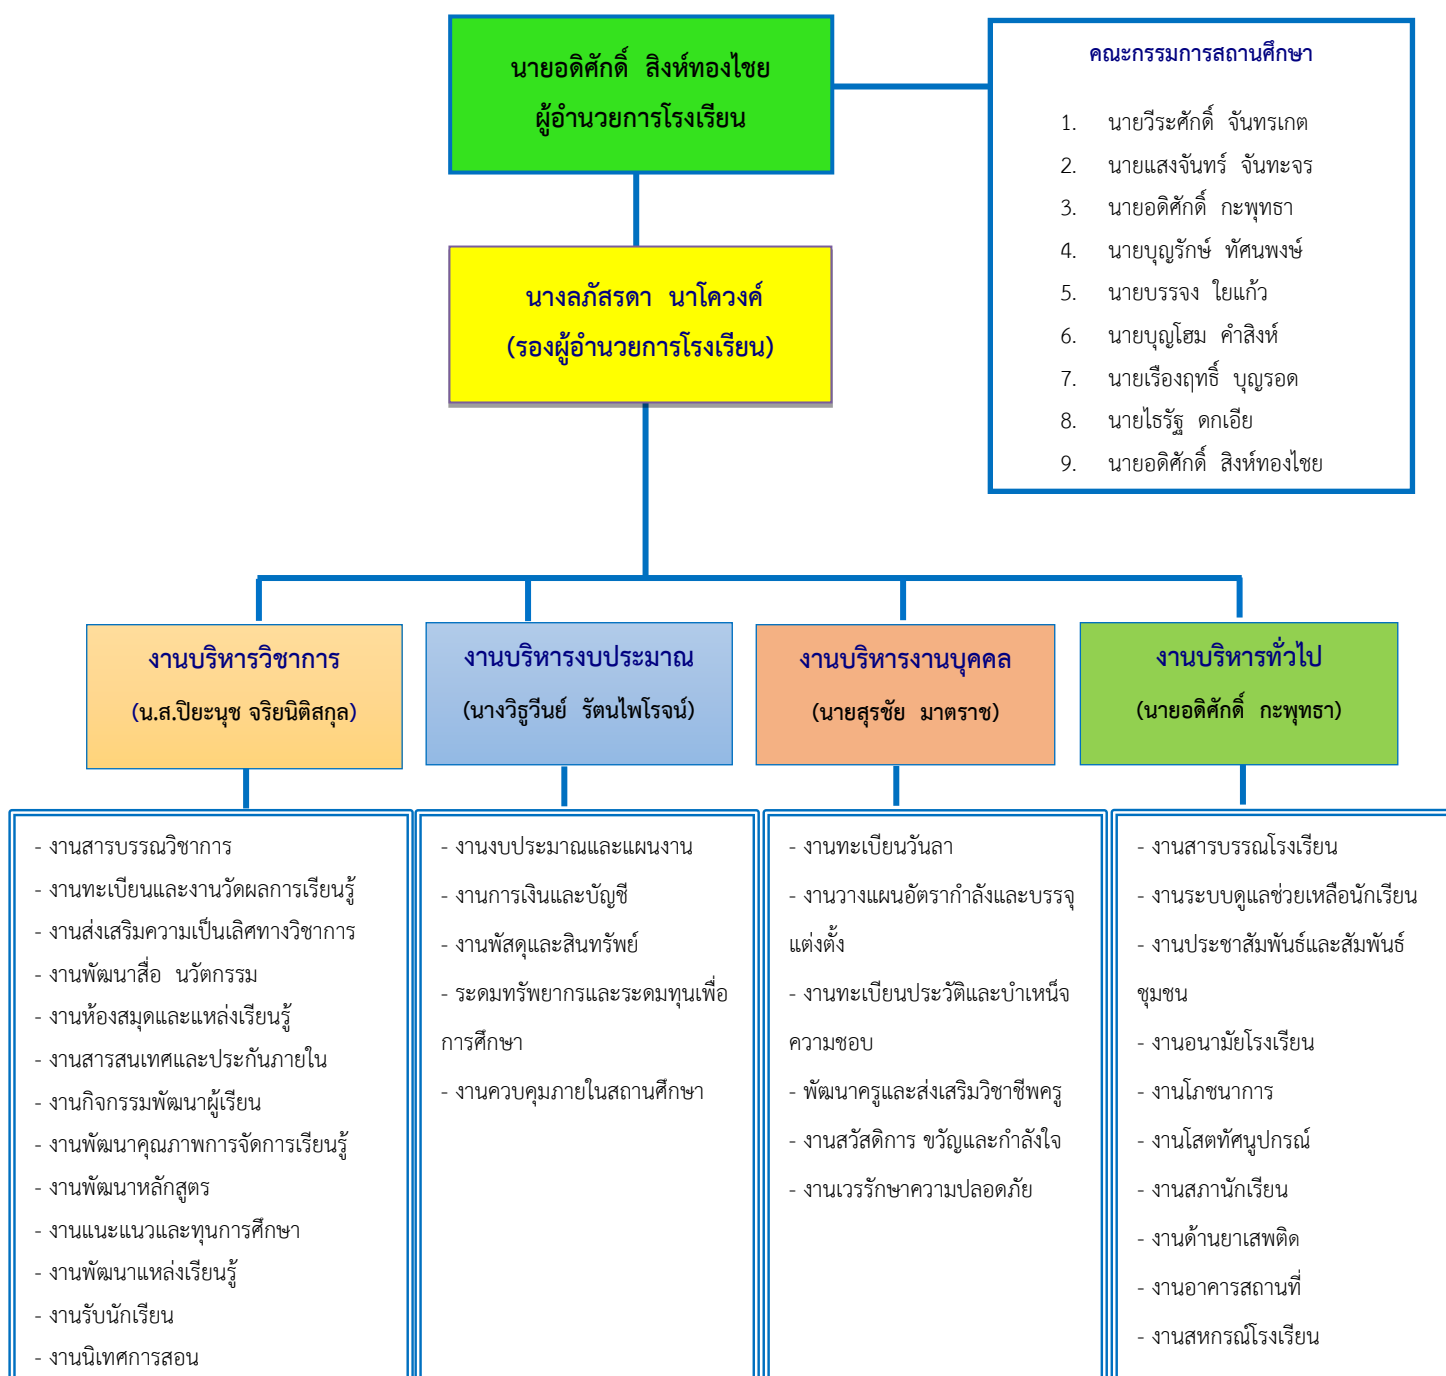 นายอดิศักดิ์  สิงห์ทองไชย
ผู้อำนวยการโรงเรียน
คณะกรรมการสถานศึกษา
1. นายวีระศักดิ์  จันทรเกต
2. นายแสงจันทร์  จันทะจร
3. นายอดิศักดิ์  กะพุทธา
4. นายบุญรักษ์  ทัศนพงษ์
5. นายบรรจง  ใยแก้ว
6. นายบุญโฮม  คำสิงห์
7. นายเรืองฤทธิ์  บุญรอด
8. นายไธรัฐ  ดกเอีย
9. นายอดิศักดิ์  สิงห์ทองไชย
นางลภัสรดา  นาโควงค์
(รองผู้อำนวยการโรงเรียน)
งานบริหารวิชาการ
(น.ส.ปิยะนุช จริยนิติสกุล)
งานบริหารงบประมาณ
(นางวิธูวีนย์  รัตนไพโรจน์)
งานบริหารงานบุคคล
(นายสุรชัย  มาตราช)
งานบริหารทั่วไป
(นายอดิศักดิ์  กะพุทธา)
- งานสารบรรณวิชาการ
- งานทะเบียนและงานวัดผลการเรียนรู้
- งานส่งเสริมความเป็นเลิศทางวิชาการ
- งานพัฒนาสื่อ  นวัตกรรม
- งานห้องสมุดและแหล่งเรียนรู้
- งานสารสนเทศและประกันภายใน
- งานกิจกรรมพัฒนาผู้เรียน
- งานพัฒนาคุณภาพการจัดการเรียนรู้
- งานพัฒนาหลักสูตร
- งานแนะแนวและทุนการศึกษา
- งานพัฒนาแหล่งเรียนรู้
- งานรับนักเรียน
- งานนิเทศการสอน
- งานงบประมาณและแผนงาน
- งานการเงินและบัญชี
- งานพัสดุและสินทรัพย์
- ระดมทรัพยากรและระดมทุนเพื่อ
การศึกษา
- งานควบคุมภายในสถานศึกษา
- งานทะเบียนวันลา
- งานวางแผนอัตรากำลังและบรรจุ
แต่งตั้ง
- งานทะเบียนประวัติและบำเหน็จ
ความชอบ
- พัฒนาครูและส่งเสริมวิชาชีพครู
- งานสวัสดิการ ขวัญและกำลังใจ
- งานเวรรักษาความปลอดภัย
- งานสารบรรณโรงเรียน
- งานระบบดูแลช่วยเหลือนักเรียน
- งานประชาสัมพันธ์และสัมพันธ์
ชุมชน
- งานอนามัยโรงเรียน
- งานโภชนาการ
- งานโสตทัศนูปกรณ์
- งานสภานักเรียน
- งานด้านยาเสพติด
- งานอาคารสถานที่
- งานสหกรณ์โรงเรียน